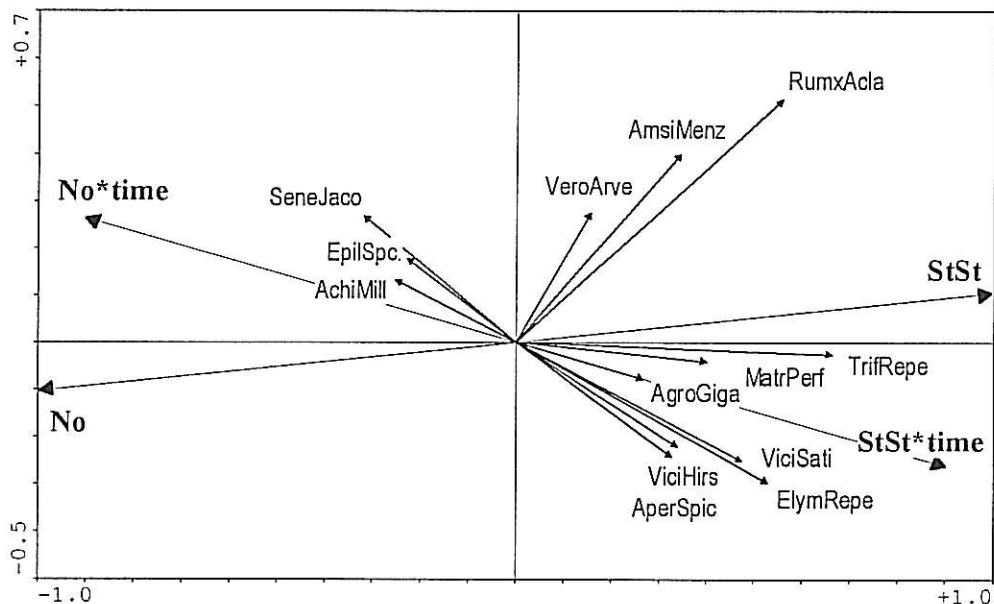 +0.7
RumxAcla
AmsiMenz
No*time
SeneJaco
VeroArve
EpilSpc.
StSt
AchiMill
TrifRepe
MatrPerf
AgroGiga
No
StSt*time
ViciSati
ViciHirs
ElymRepe
AperSpic
-0.5
-1.0
+1.0